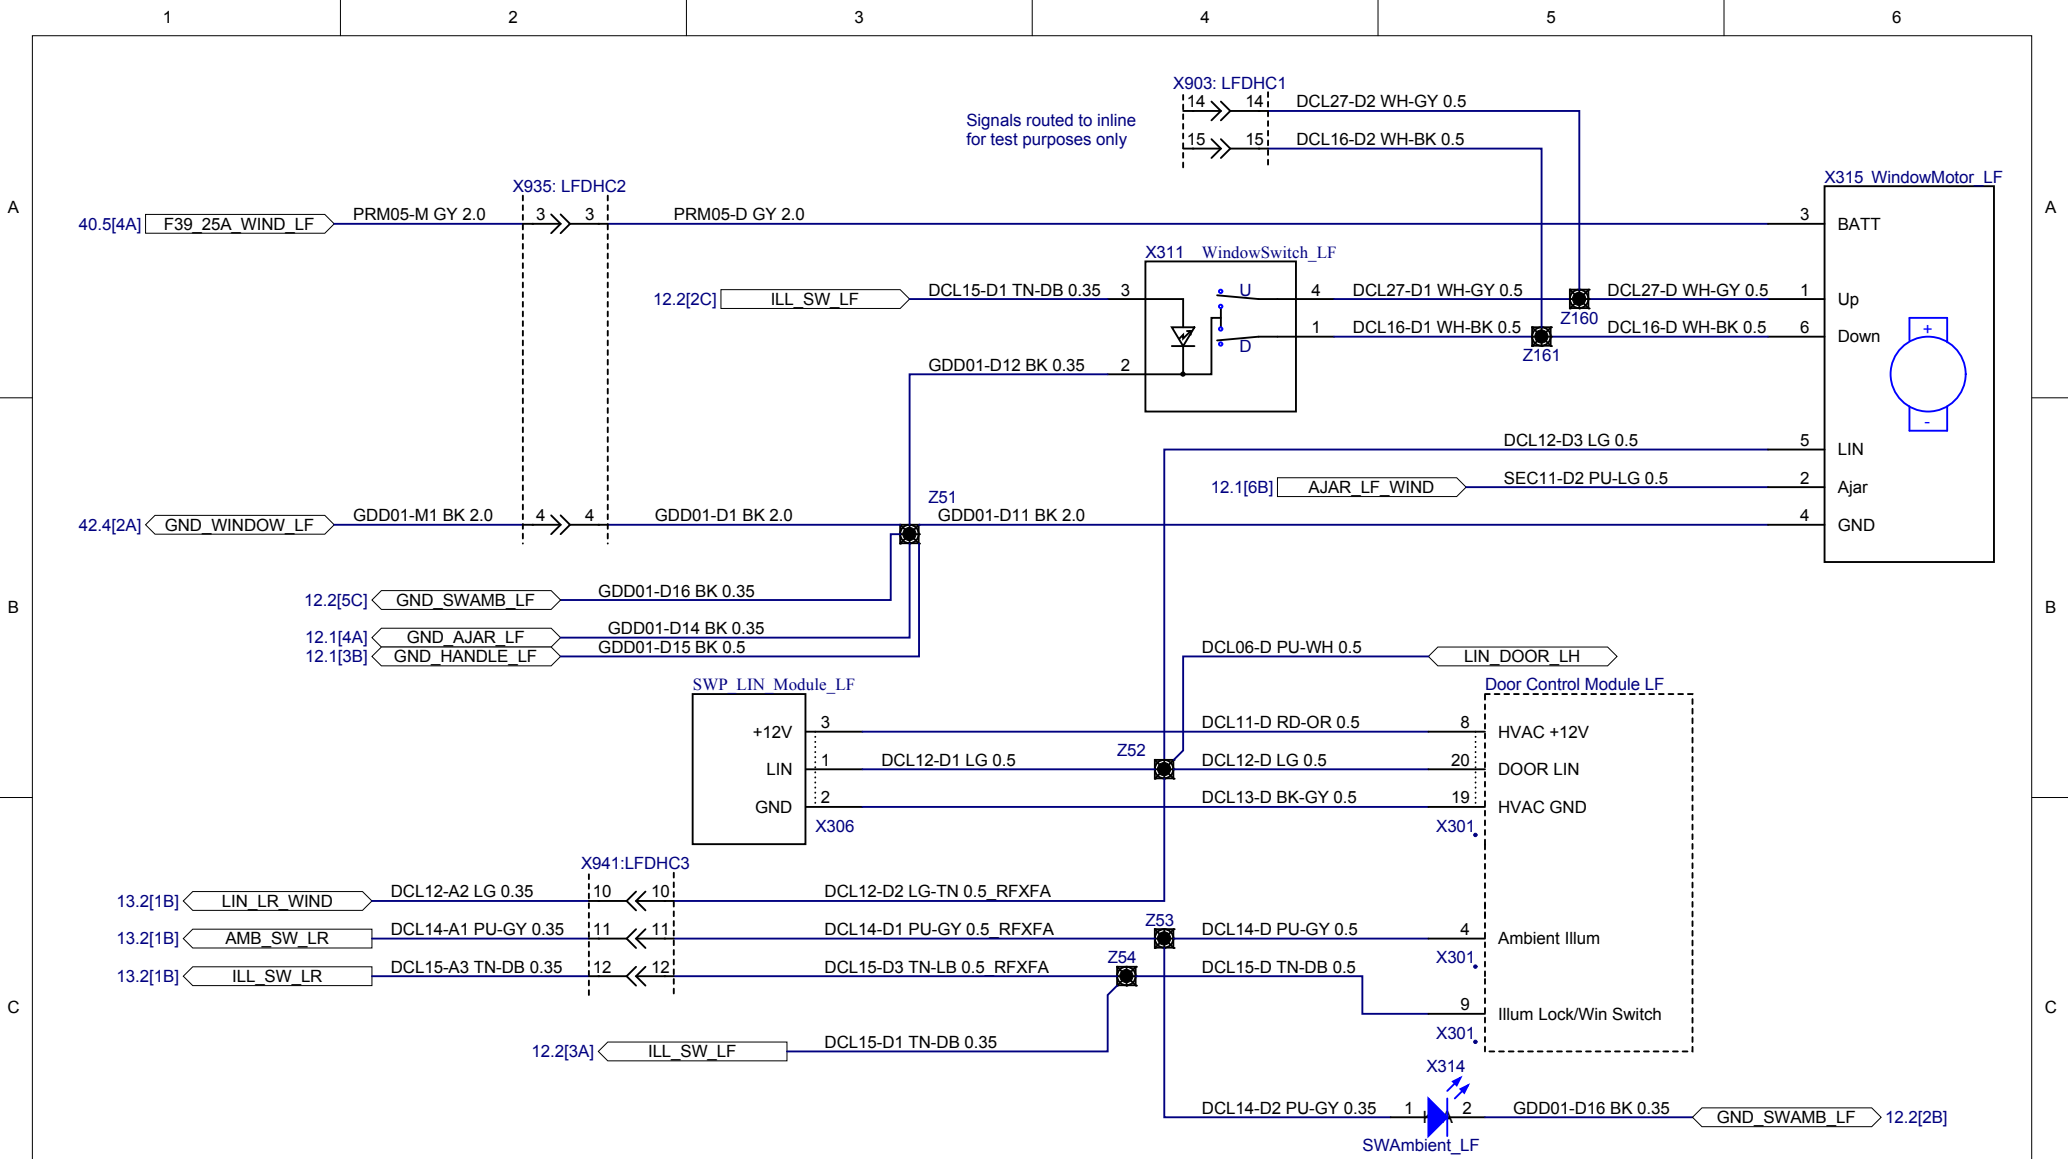 1 2 3 4 5 6
A A
B B
C C
X903: LFDHC1
14 14 DCL27-D2 WH-GY 0.5
Signals routed to inline
for test purposes only
15 15 DCL16-D2 WH-BK 0.5
X935: LFDHC2
X315 WindowMotor_LF
40.5[4A] F39_25A_WIND_LF PRM05-M GY 2.0 3 3 PRM05-D GY 2.0 3 BATT
X311 WindowSwitch_LF
12.2[2C] ILL_SW_LF DCL15-D1 TN-DB 0.35 3 U 4 DCL27-D1 WH-GY 0.5 DCL27-D WH-GY 0.5 1 Up
Z160
D 1 DCL16-D1 WH-BK 0.5 DCL16-D WH-BK 0.5 6 Down
Z161
+
-
GDD01-D12 BK 0.35 2
DCL12-D3 LG 0.5 5 LIN
12.1[6B] AJAR_LF_WIND SEC11-D2 PU-LG 0.5 2 Ajar
Z51
42.4[2A] GND_WINDOW_LF GDD01-M1 BK 2.0 4 4 GDD01-D1 BK 2.0 GDD01-D11 BK 2.0 4 GND
12.2[5C] GND_SWAMB_LF GDD01-D16 BK 0.35
12.1[4A] GND_AJAR_LF GDD01-D14 BK 0.35
12.1[3B] GND_HANDLE_LF GDD01-D15 BK 0.5
DCL06-D PU-WH 0.5 LIN_DOOR_LH
SWP_LIN_Module_LF
Door Control Module LF
+12V 3 DCL11-D RD-OR 0.5 8 HVAC +12V
Z52
LIN 1 DCL12-D1 LG 0.5 DCL12-D LG 0.5 20 DOOR LIN
GND 2 DCL13-D BK-GY 0.5 19 HVAC GND
X306 X301
X941:LFDHC3
13.2[1B] LIN_LR_WIND DCL12-A2 LG 0.35 10 10 DCL12-D2 LG-TN 0.5_RFXFA
Z53
13.2[1B] AMB_SW_LR DCL14-A1 PU-GY 0.35 11 11 DCL14-D1 PU-GY 0.5_RFXFA DCL14-D PU-GY 0.5 4 Ambient Illum
X301
Z54
13.2[1B] ILL_SW_LR DCL15-A3 TN-DB 0.35 12 12 DCL15-D3 TN-LB 0.5_RFXFA DCL15-D TN-DB 0.5
9 Illum Lock/Win Switch
X301
12.2[3A] ILL_SW_LF DCL15-D1 TN-DB 0.35
X314
DCL14-D2 PU-GY 0.35 1 2 GDD01-D16 BK 0.35 GND_SWAMB_LF 12.2[2B]
SWAmbient_LF